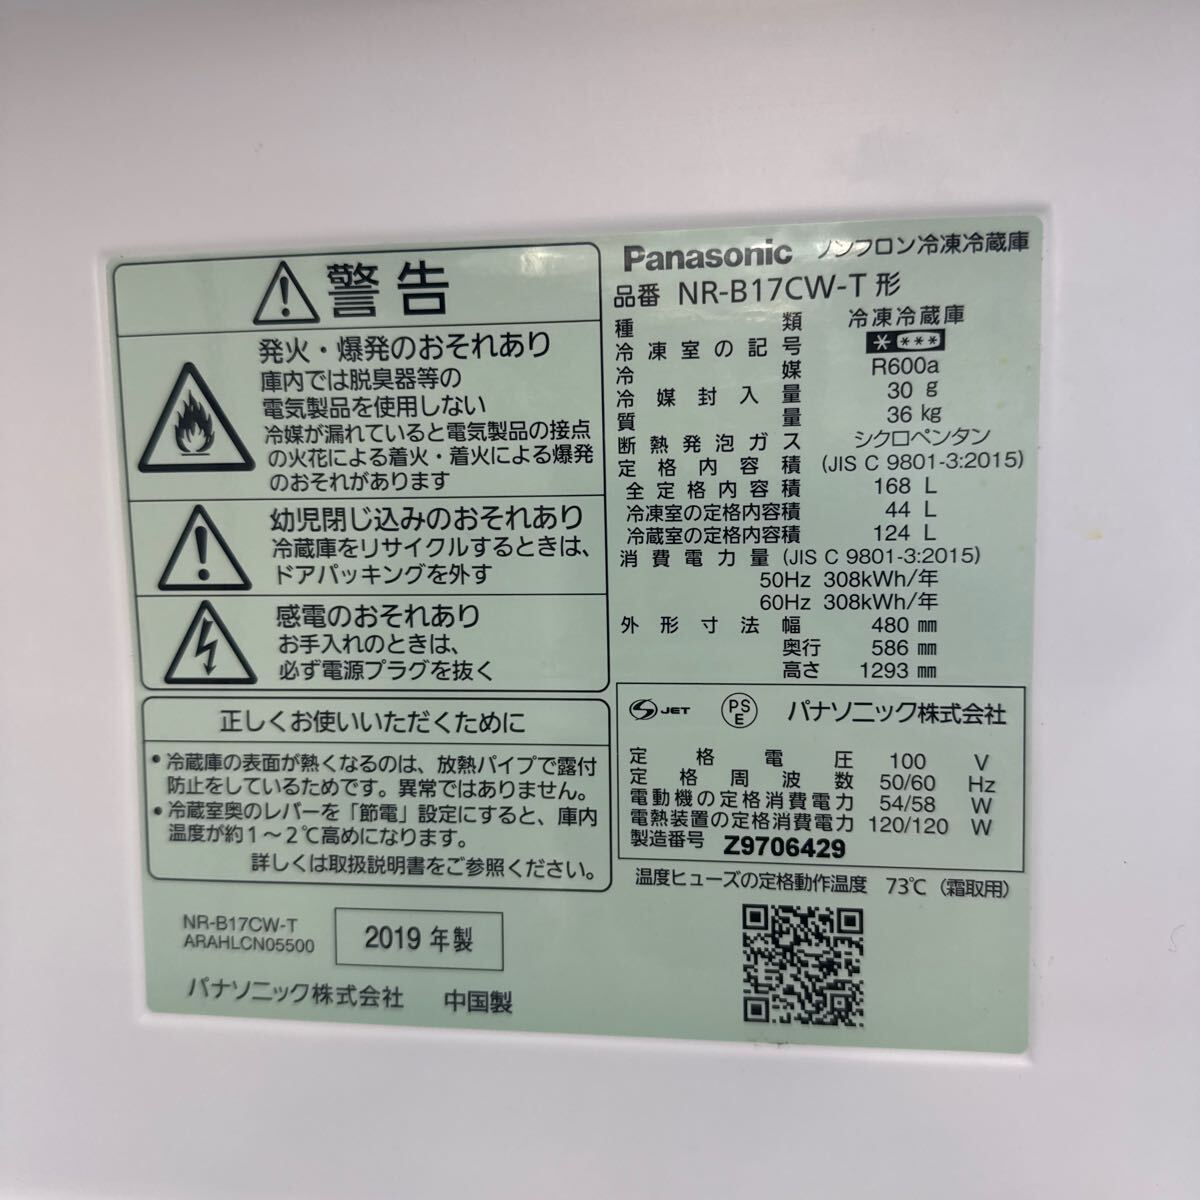 警告
発火・爆発のおそれあり
庫内では脱臭器等の
電気製品を使用しない
冷媒が漏れていると電気製品の接点
の火花による着火・着火による爆発
のおそれがあります
幼児閉じ込みのおそれあり
冷蔵庫をリサイクルするときは、
ドアパッキングを外す
感電のおそれあり
お手入れのときは、
必ず電源プラグを抜く
正しくお使いいただくために
•冷蔵庫の表面が熱くなるのは、放熱パイプで露付
防止をしているためです。異常ではありません。
•冷蔵室奥のレバーを「節電」設定にすると、庫内
温度が約1～2℃高めになります。
詳しくは取扱説明書をご参照ください。
NR-B17CW-T
ARAHLCN05500
2019 年製
パナソニック株式会社 中国製
Panasonic ノンフロン冷凍冷蔵庫
品番 NR-B17CW-T 形
種類 冷凍冷蔵庫
冷凍室の記号 * ***
冷媒 R600a
冷媒封入量 30 g
質量 36 kg
断熱発泡ガス シクロペンタン
定格内容積 (JIS C 9801-3:2015)
全定格内容積 168 L
冷凍室の定格内容積 44 L
冷蔵室の定格内容積 124 L
消費電力量 (JIS C 9801-3:2015)
50Hz 308kWh/年
60Hz 308kWh/年
外形寸法幅 480 mm
奥行 586 mm
高さ 1293 mm
S JET PS E パナソニック株式会社
定格電圧 100 V
定格周波数 50/60 Hz
電動機の定格消費電力 54/58 W
電熱装置の定格消費電力 120/120 W
製造番号 Z9706429
温度ヒューズの定格動作温度 73℃（霜取用）